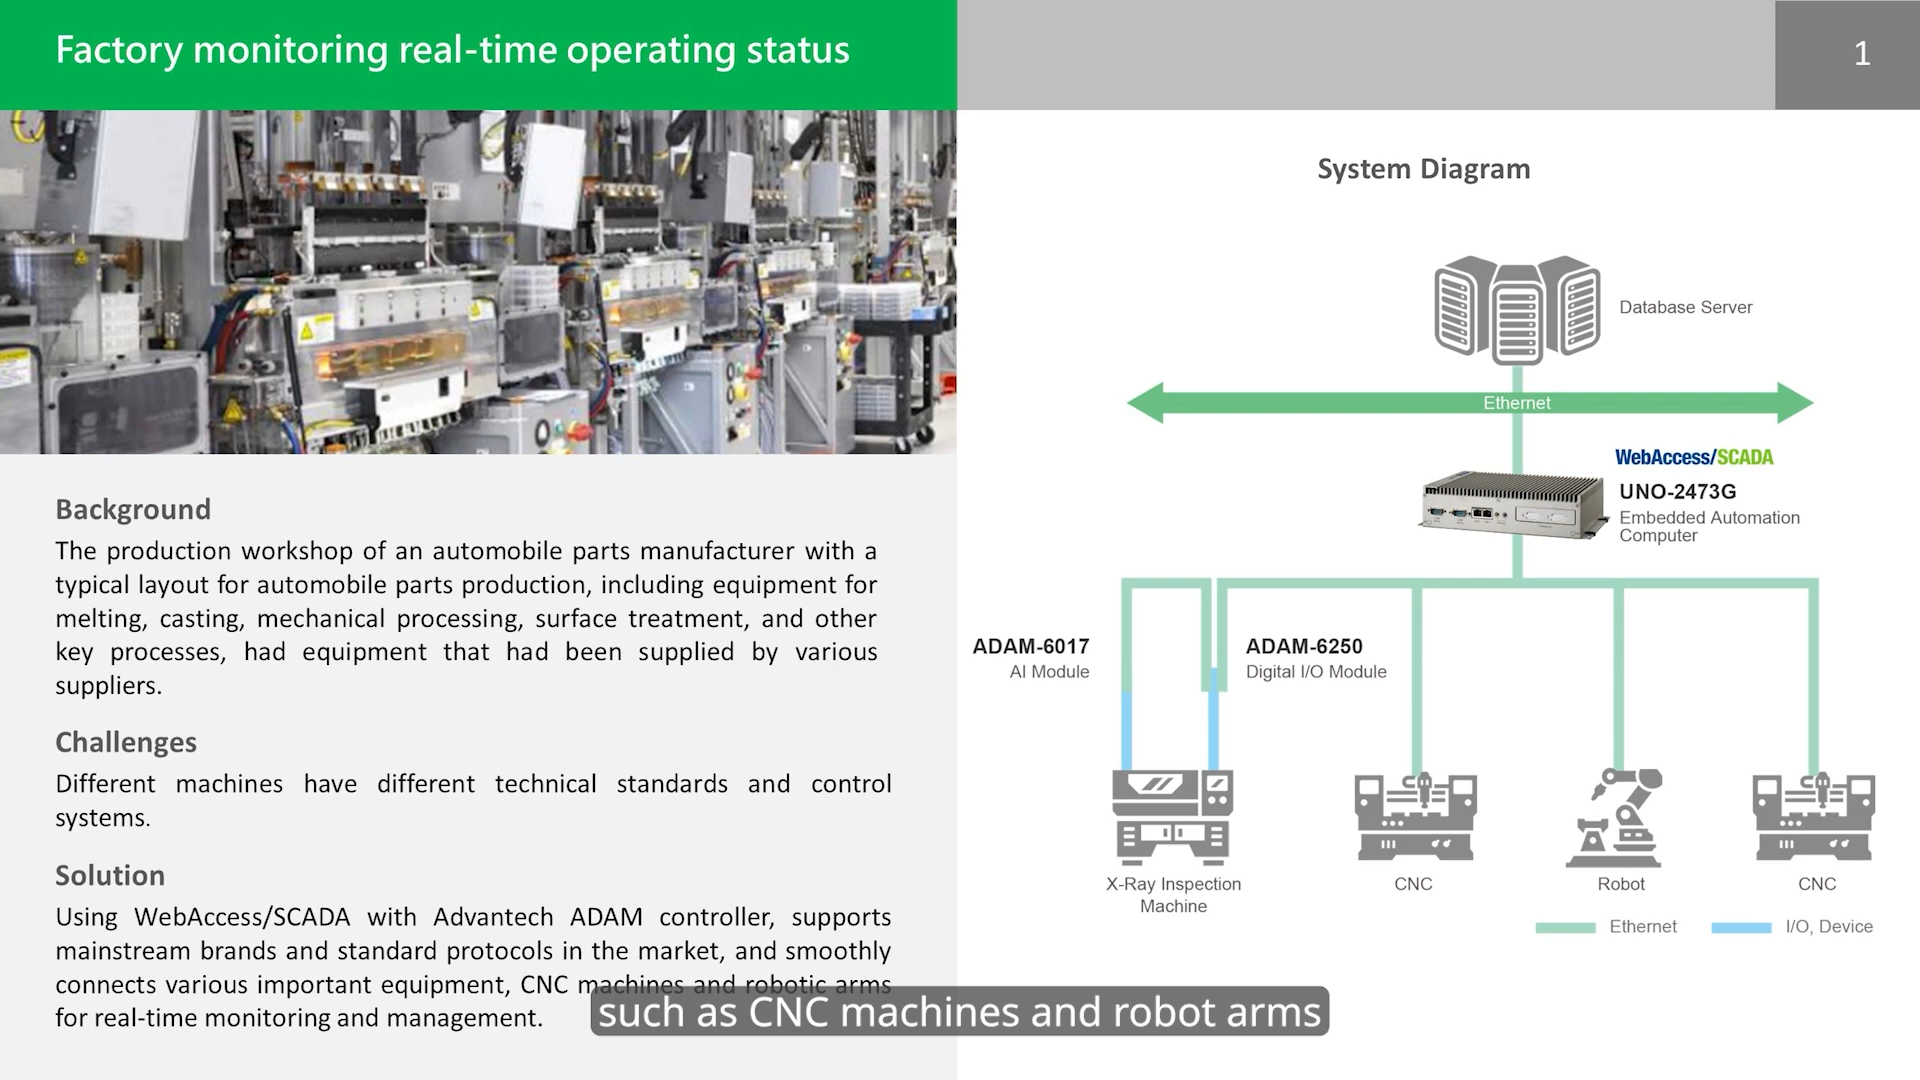 Factory monitoring real-time operating status
1
Background
The production workshop of an automobile parts manufacturer with a
typical layout for automobile parts production, including equipment for
melting, casting, mechanical processing, surface treatment, and other
key processes, had equipment that had been supplied by various
suppliers.
Challenges
Different machines have different technical standards and control
systems.
Solution
Using WebAccess/SCADA with Advantech ADAM controller, supports
mainstream brands and standard protocols in the market, and smoothly
connects various important equipment, CNC machines and robotic arms
for real-time monitoring and management.
System Diagram
Database Server
Ethernet
WebAccess/SCADA
UNO-2473G
Embedded Automation
Computer
ADAM-6017
AI Module
ADAM-6250
Digital I/O Module
X-Ray Inspection
Machine
CNC
Robot
CNC
Ethernet
I/O, Device
such as CNC machines and robot arms